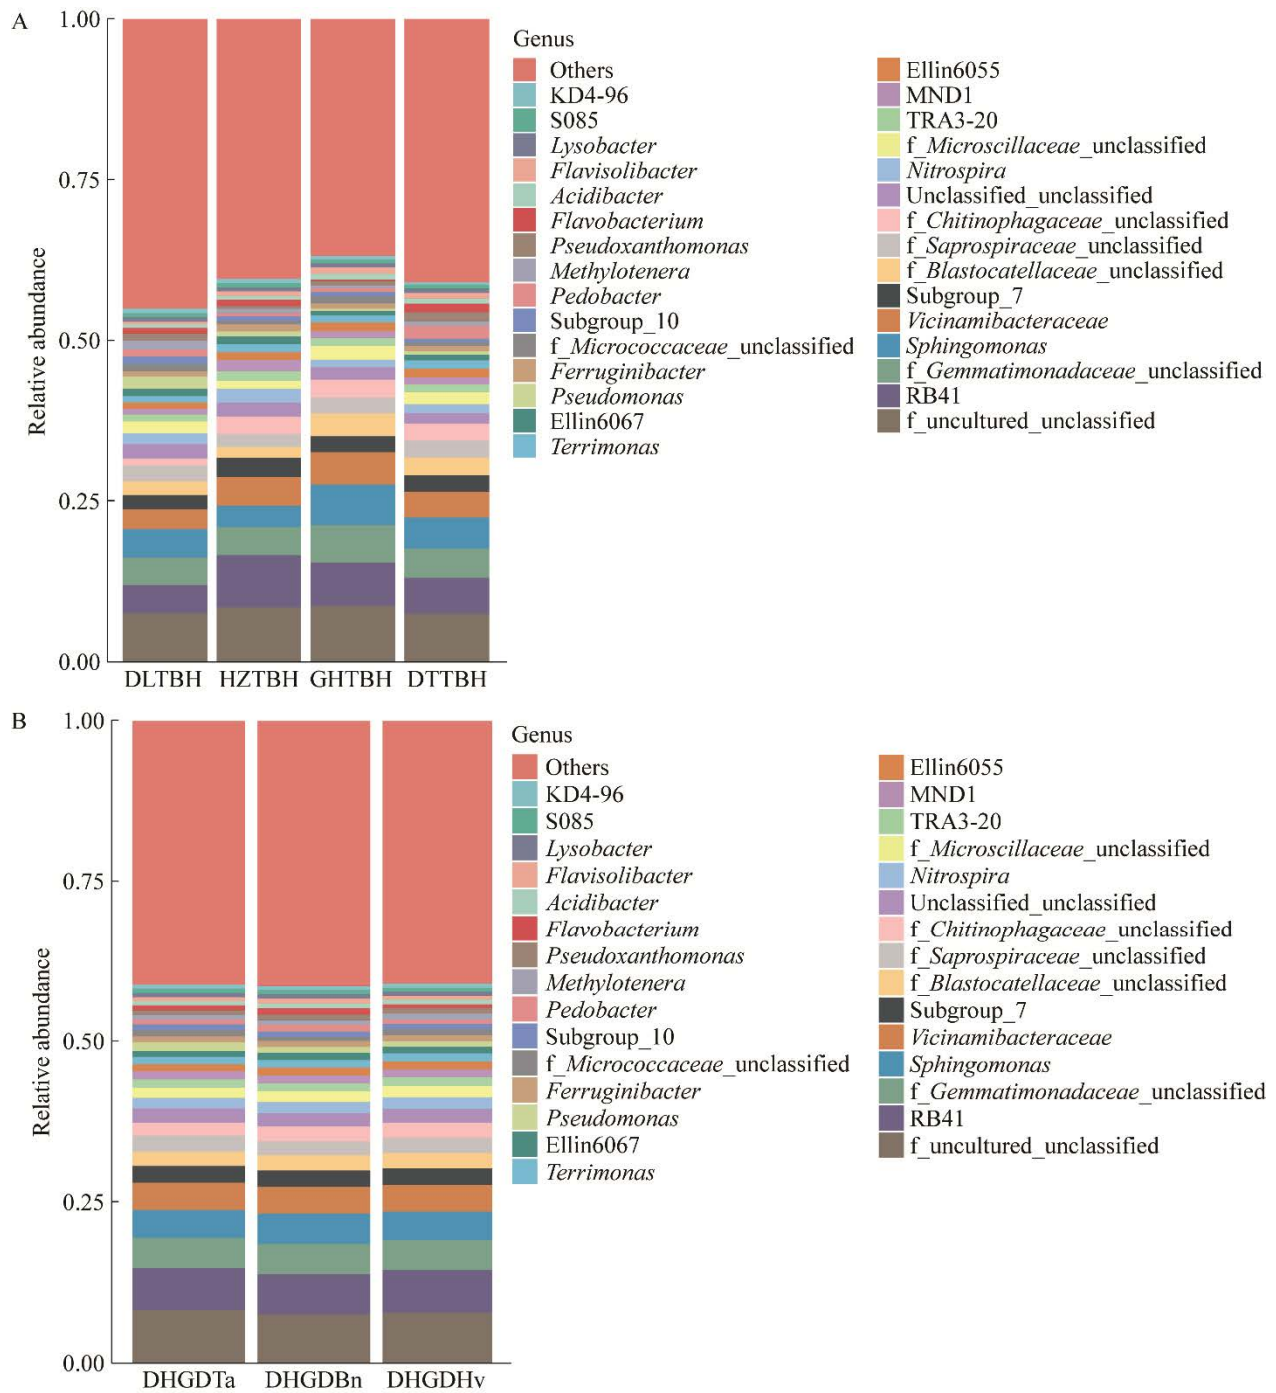 A
1.00
0.75
0.50
0.25
0.00
Relative abundance
DLTBH HZTBH GHTBH DTTBH
Genus
Others
KD4-96
S085
Lysobacter
Flavisolibacter
Acidibacter
Flavobacterium
Pseudoxanthomonas
Methylotenera
Pedobacter
Subgroup_10
f_Micrococcaceae_unclassified
Ferruginibacter
Pseudomonas
Ellin6067
Terrimonas
Ellin6055
MND1
TRA3-20
f_Microscillaceae_unclassified
Nitrospira
Unclassified_unclassified
f_Chitinophagaceae_unclassified
f_Saprospiraceae_unclassified
f_Blastocatellaceae_unclassified
Subgroup_7
Vicinamibacteraceae
Sphingomonas
f_Gemmatimonadaceae_unclassified
RB41
f_uncultured_unclassified
B
1.00
0.75
0.50
0.25
0.00
Relative abundance
DHGDTa DHGDBn DHGDHv
Genus
Others
KD4-96
S085
Lysobacter
Flavisolibacter
Acidibacter
Flavobacterium
Pseudoxanthomonas
Methylotenera
Pedobacter
Subgroup_10
f_Micrococcaceae_unclassified
Ferruginibacter
Pseudomonas
Ellin6067
Terrimonas
Ellin6055
MND1
TRA3-20
f_Microscillaceae_unclassified
Nitrospira
Unclassified_unclassified
f_Chitinophagaceae_unclassified
f_Saprospiraceae_unclassified
f_Blastocatellaceae_unclassified
Subgroup_7
Vicinamibacteraceae
Sphingomonas
f_Gemmatimonadaceae_unclassified
RB41
f_uncultured_unclassified